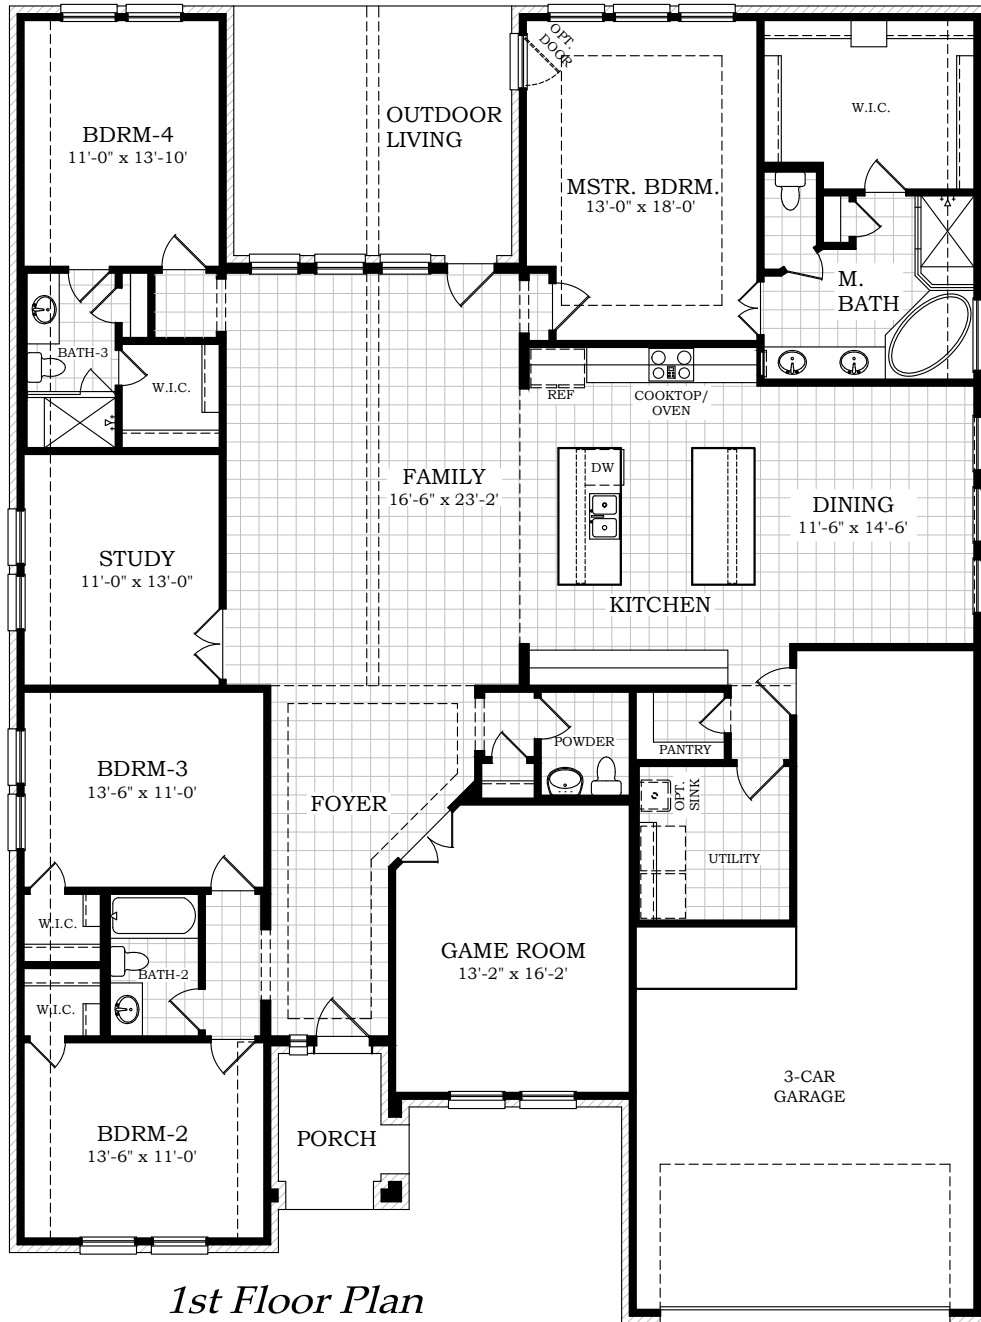 OPT.
DOOR
OUTDOOR
LIVING
W.I.C.
BDRM-4
11'-0" x 13'-10'
MSTR. BDRM.
13'-0" x 18'-0'
M.
BATH
BATH-3
W.I.C.
REF
COOKTOP/
OVEN
FAMILY
16'-6" x 23'-2'
DW
DINING
11'-6" x 14'-6'
STUDY
11'-0" x 13'-0"
KITCHEN
POWDER
PANTRY
BDRM-3
13'-6" x 11'-0'
FOYER
OPT.
SINK
UTILITY
W.I.C.
GAME ROOM
13'-2" x 16'-2'
BATH-2
W.I.C.
3-CAR
GARAGE
BDRM-2
13'-6" x 11'-0'
PORCH
1st Floor Plan